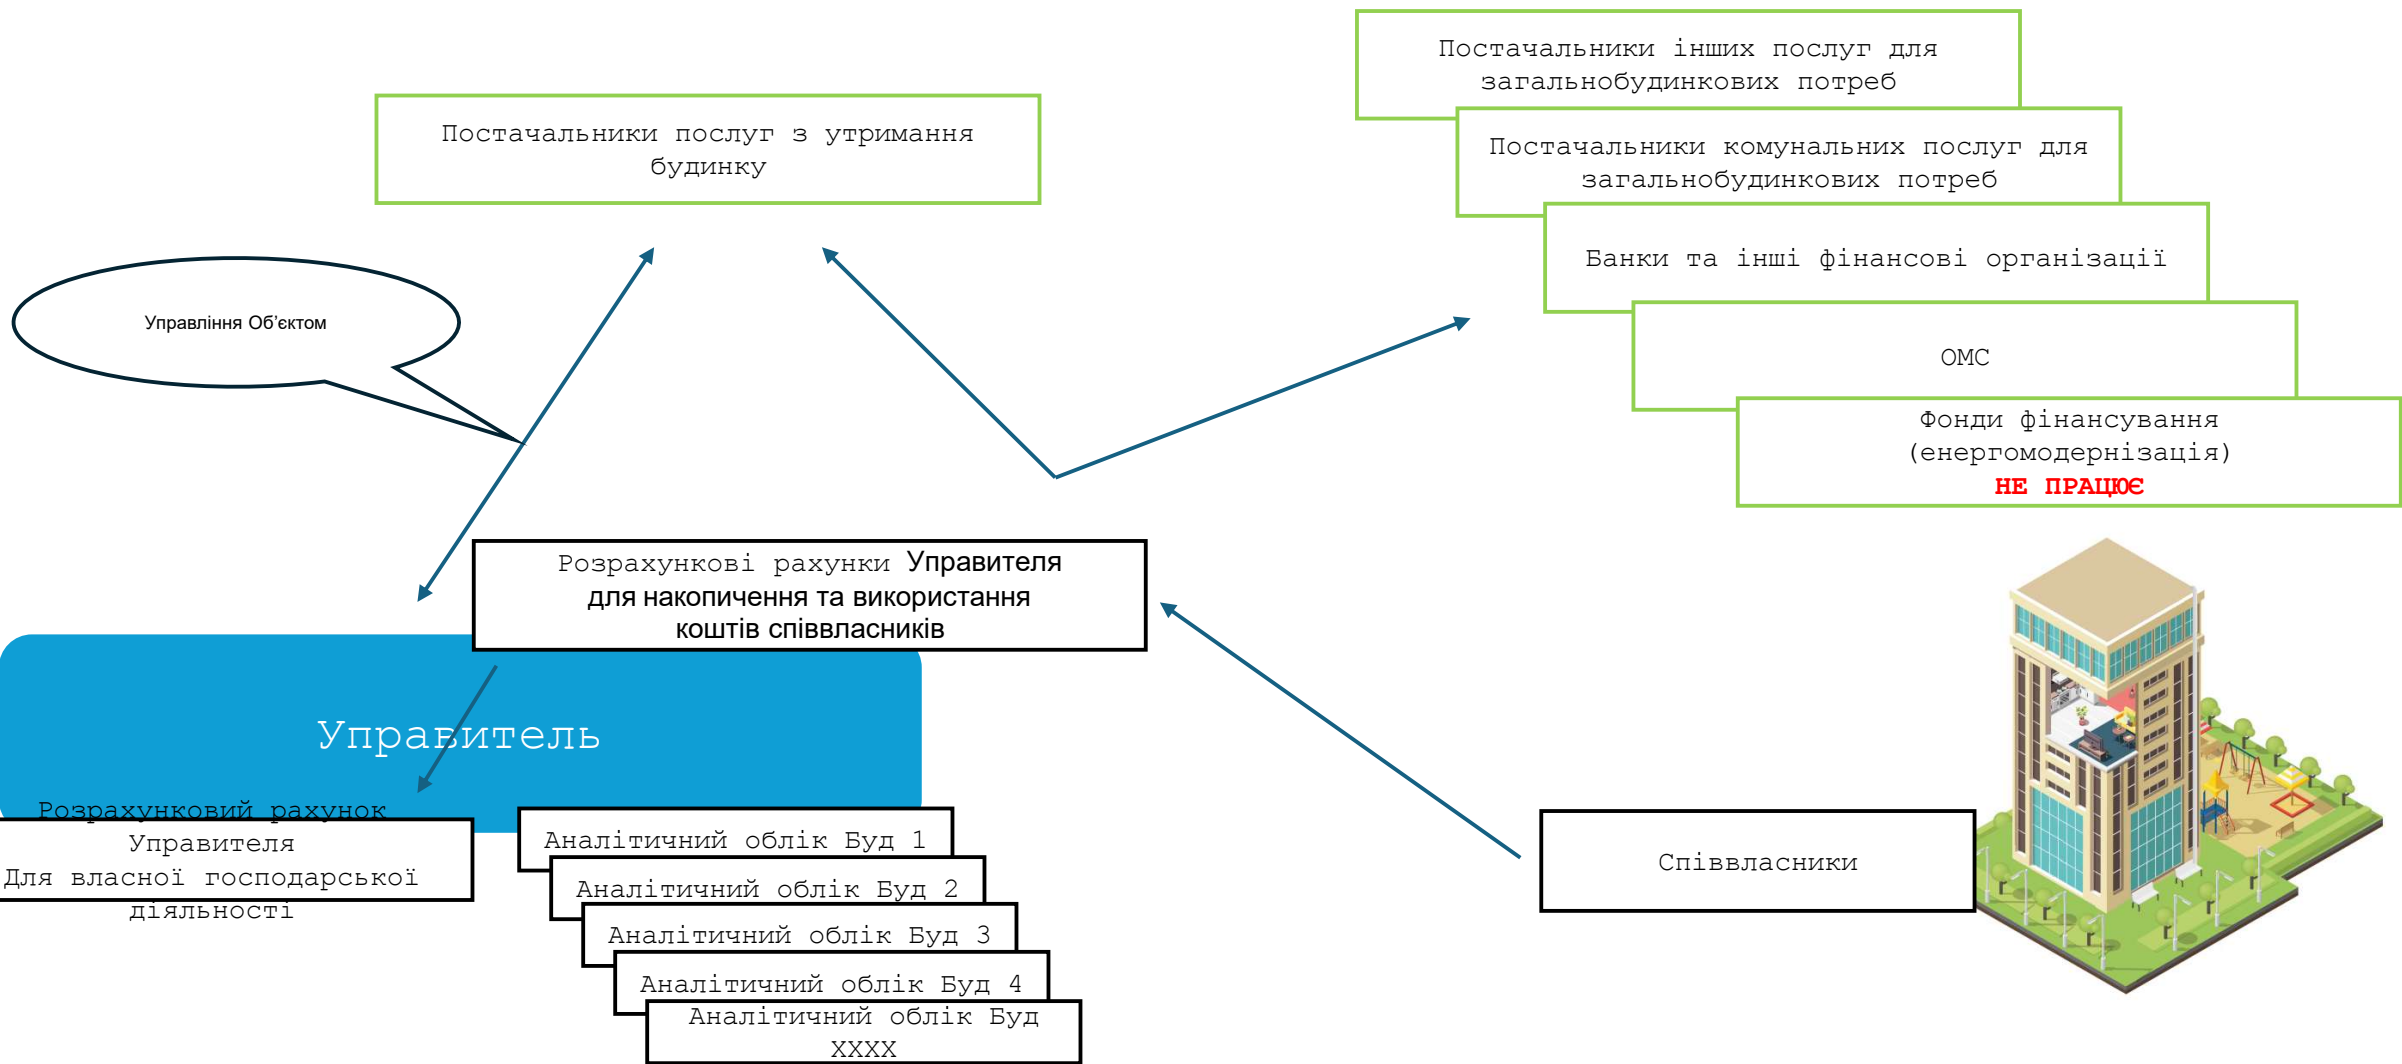 Постачальники інших послуг для
загальнобудинкових потреб
Постачальники послуг з утримання
будинку
Постачальники комунальних послуг для
загальнобудинкових потреб
Банки та інші фінансові організації
Управління Об’єктом
ОМС
Фонди фінансування
(енергомодернізація)
НЕ ПРАЦЮЄ
Розрахункові рахунки Управителя
для накопичення та використання
коштів співвласників
Управитель
Розрахунковий рахунок
Управителя
Для власної господарської
діяльності
Аналітичний облік Буд 1
Аналітичний облік Буд 2
Аналітичний облік Буд 3
Аналітичний облік Буд 4
Аналітичний облік Буд
ХХХХ
Співвласники